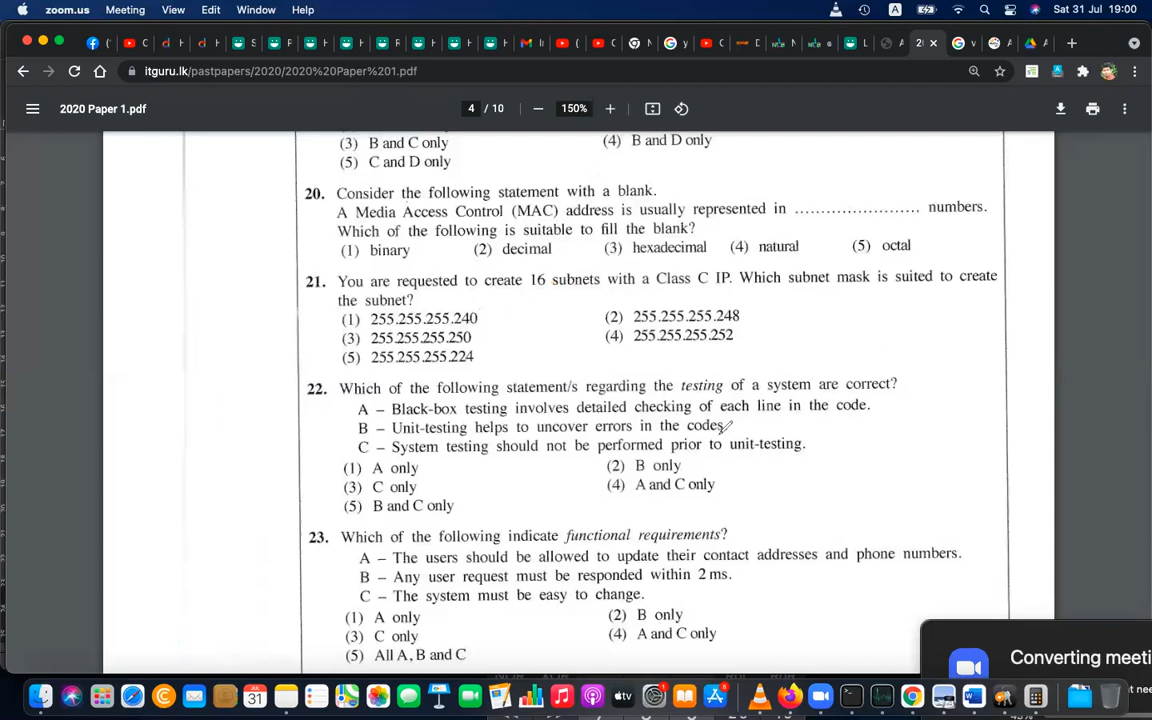 zoom.us Meeting View Edit Window Help A Sat 31 Jul 19:00
itguru.lk/pastpapers/2020/2020%20Paper%201.pdf
2020 Paper 1.pdf 4 / 10 150%
(3) B and C only (4) B and D only
(5) C and D only
20. Consider the following statement with a blank.
A Media Access Control (MAC) address is usually represented in ........................ numbers.
Which of the following is suitable to fill the blank?
(1) binary (2) decimal (3) hexadecimal (4) natural (5) octal
21. You are requested to create 16 subnets with a Class C IP. Which subnet mask is suited to create
the subnet?
(1) 255.255.255.240 (2) 255.255.255.248
(3) 255.255.255.250 (4) 255.255.255.252
(5) 255.255.255.224
22. Which of the following statement/s regarding the testing of a system are correct?
A – Black-box testing involves detailed checking of each line in the code.
B – Unit-testing helps to uncover errors in the codes
C – System testing should not be performed prior to unit-testing.
(1) A only (2) B only
(3) C only (4) A and C only
(5) B and C only
23. Which of the following indicate functional requirements?
A – The users should be allowed to update their contact addresses and phone numbers.
B – Any user request must be responded within 2 ms.
C – The system must be easy to change.
(1) A only (2) B only
(3) C only (4) A and C only
(5) All A, B and C
Converting meeti